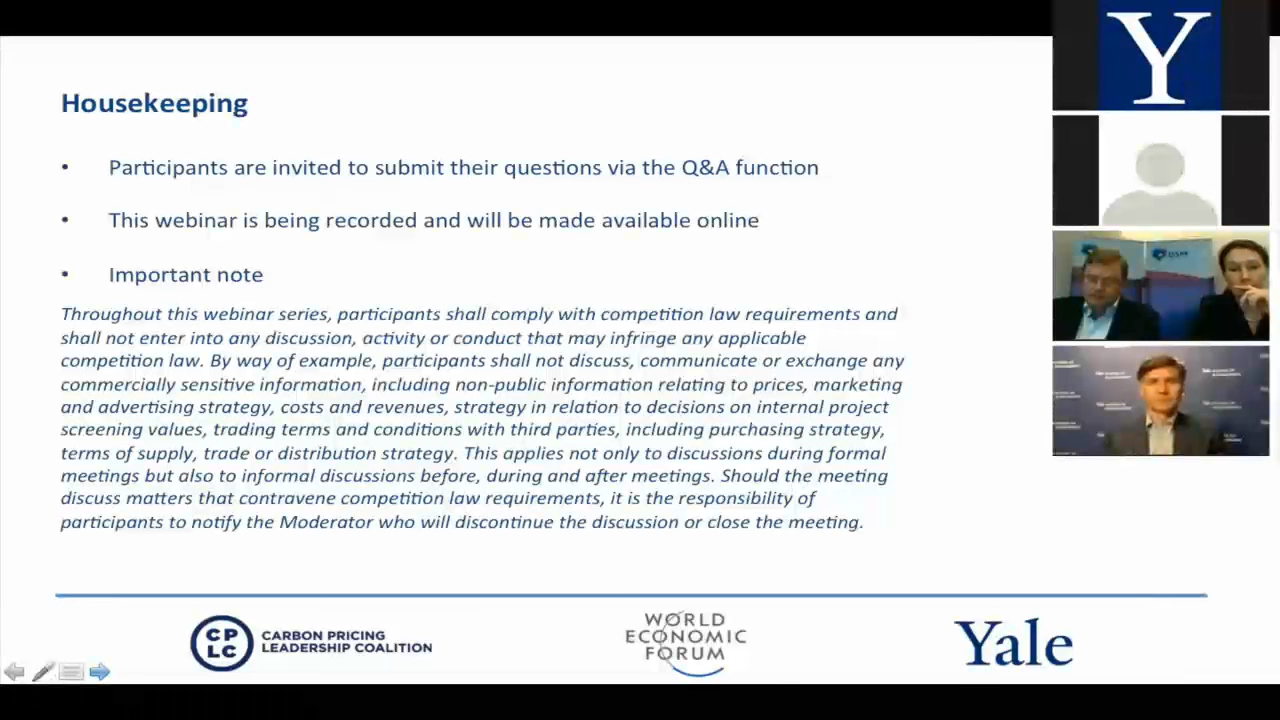 Housekeeping
• Participants are invited to submit their questions via the Q&A function
• This webinar is being recorded and will be made available online
• Important note
Throughout this webinar series, participants shall comply with competition law requirements and
shall not enter into any discussion, activity or conduct that may infringe any applicable
competition law. By way of example, participants shall not discuss, communicate or exchange any
commercially sensitive information, including non-public information relating to prices, marketing
and advertising strategy, costs and revenues, strategy in relation to decisions on internal project
screening values, trading terms and conditions with third parties, including purchasing strategy,
terms of supply, trade or distribution strategy. This applies not only to discussions during formal
meetings but also to informal discussions before, during and after meetings. Should the meeting
discuss matters that contravene competition law requirements, it is the responsibility of
participants to notify the Moderator who will discontinue the discussion or close the meeting.
CP
LC
CARBON PRICING
LEADERSHIP COALITION
WORLD
ECONOMIC
FORUM
Yale
Y